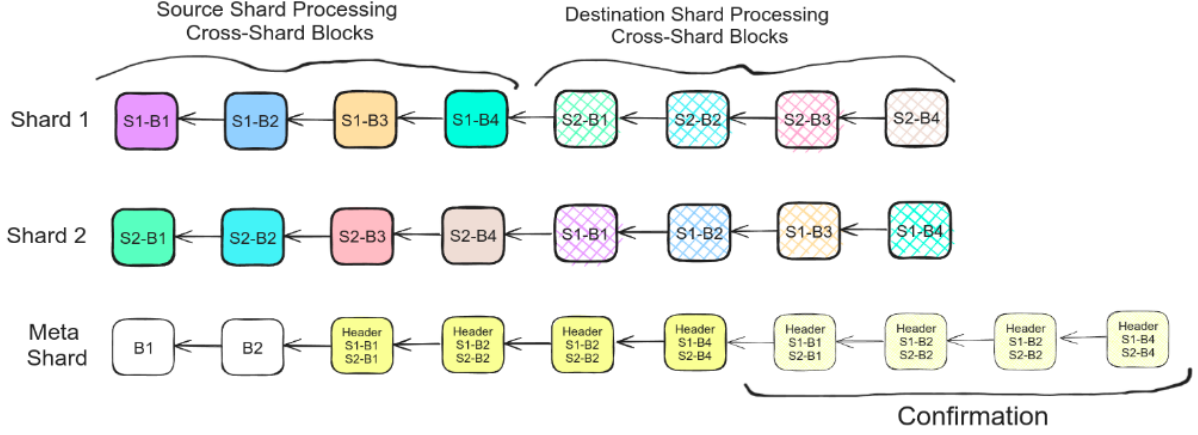 Source Shard Processing
Cross-Shard Blocks
Destination Shard Processing
Cross-Shard Blocks
Shard 1
S1-B1
S1-B2
S1-B3
S1-B4
S2-B1
S2-B2
S2-B3
S2-B4
Shard 2
S2-B1
S2-B2
S2-B3
S2-B4
S1-B1
S1-B2
S1-B3
S1-B4
Meta
Shard
B1
B2
Header
S1-B1
S2-B1
Header
S1-B2
S2-B2
Header
S1-B2
S2-B2
Header
S1-B4
S2-B4
Header
S1-B1
S2-B1
Header
S1-B2
S2-B2
Header
S1-B2
S2-B2
Header
S1-B4
S2-B4
Confirmation